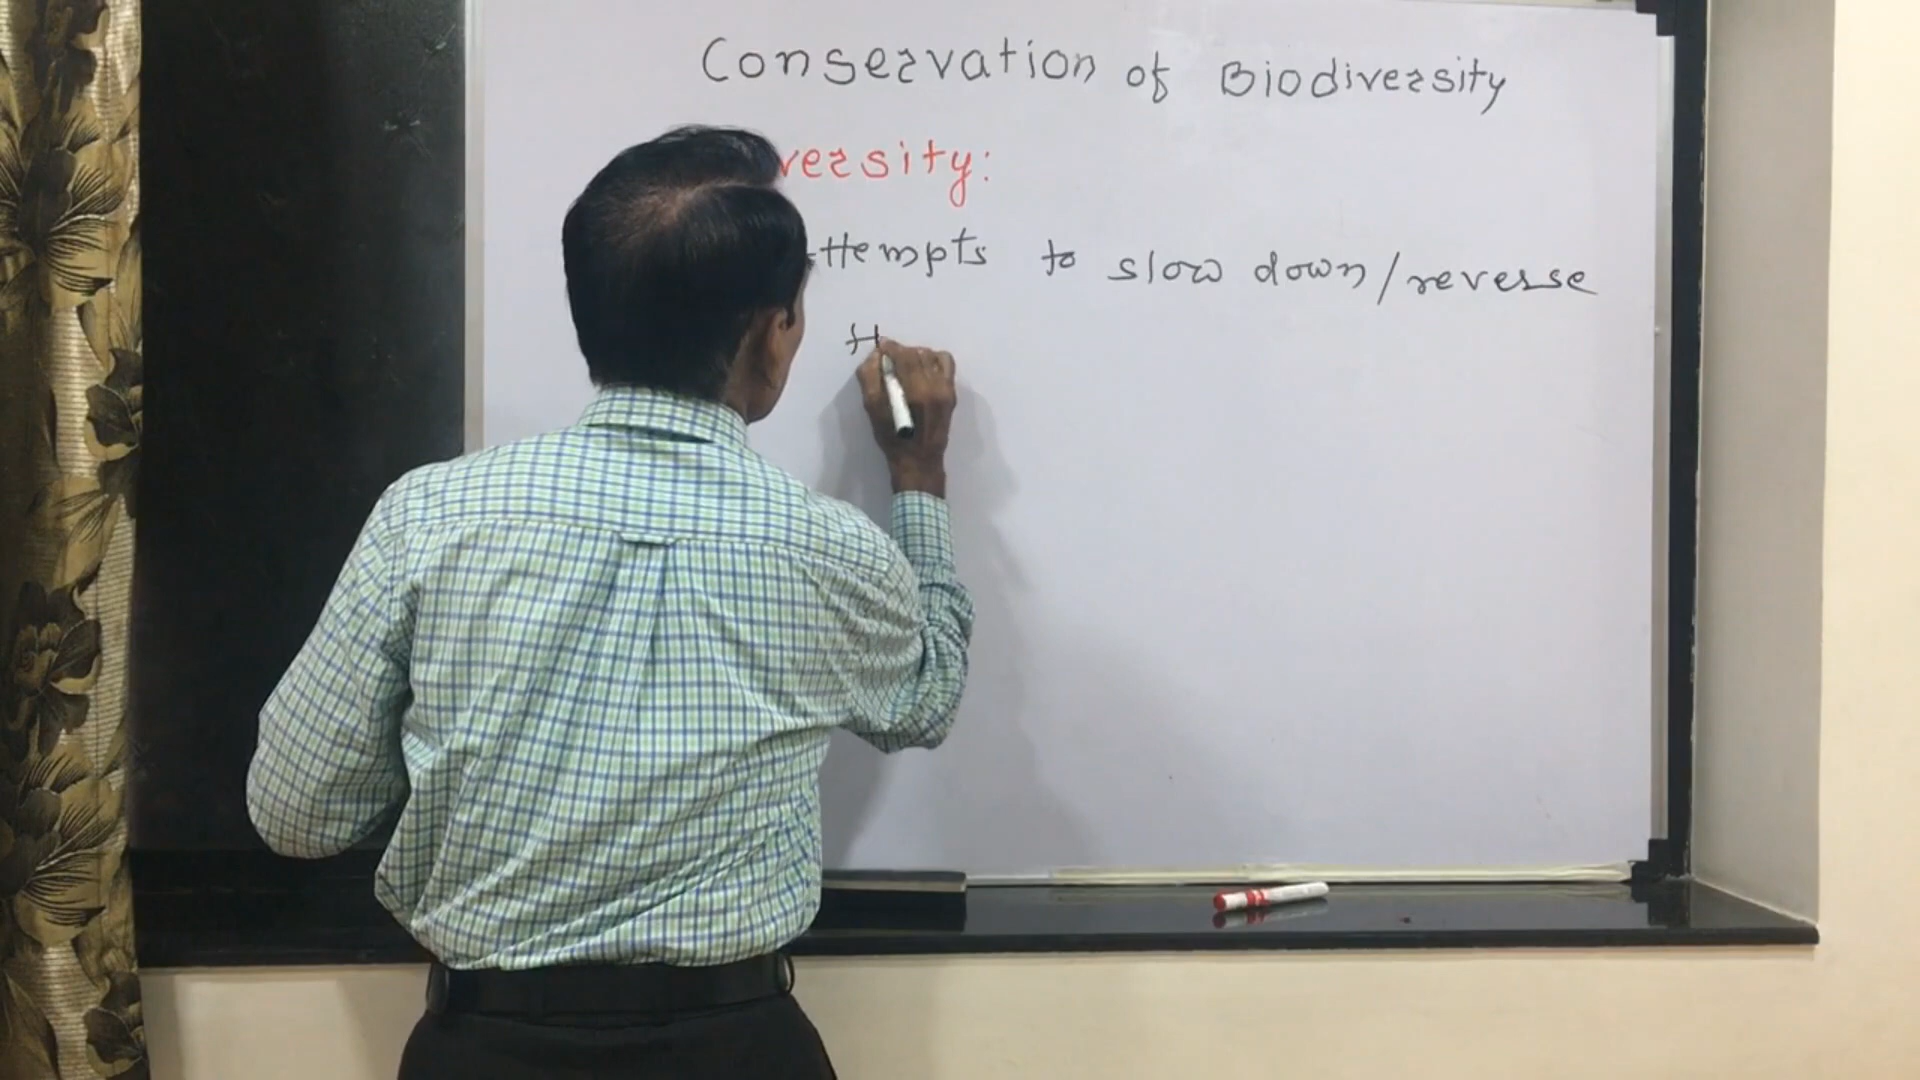 Conservation of Biodiversity
versity:
ttempts to slow down/reverse